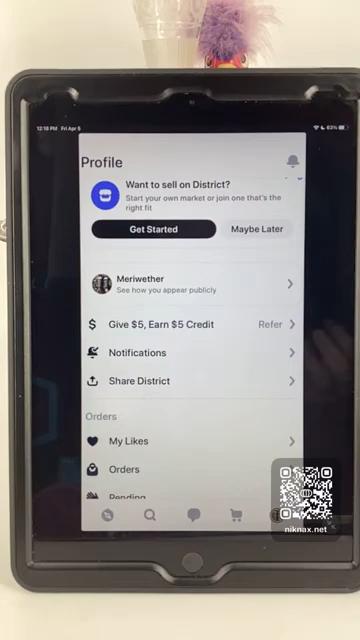 12:18 PM Fri Apr 5
63%
Profile
Want to sell on District?
Start your own market or join one that's the
right fit
Get Started
Maybe Later
Meriwether
See how you appear publicly
Give $5, Earn $5 Credit
Refer
Notifications
Share District
Orders
My Likes
Orders
Pending
niknax.net